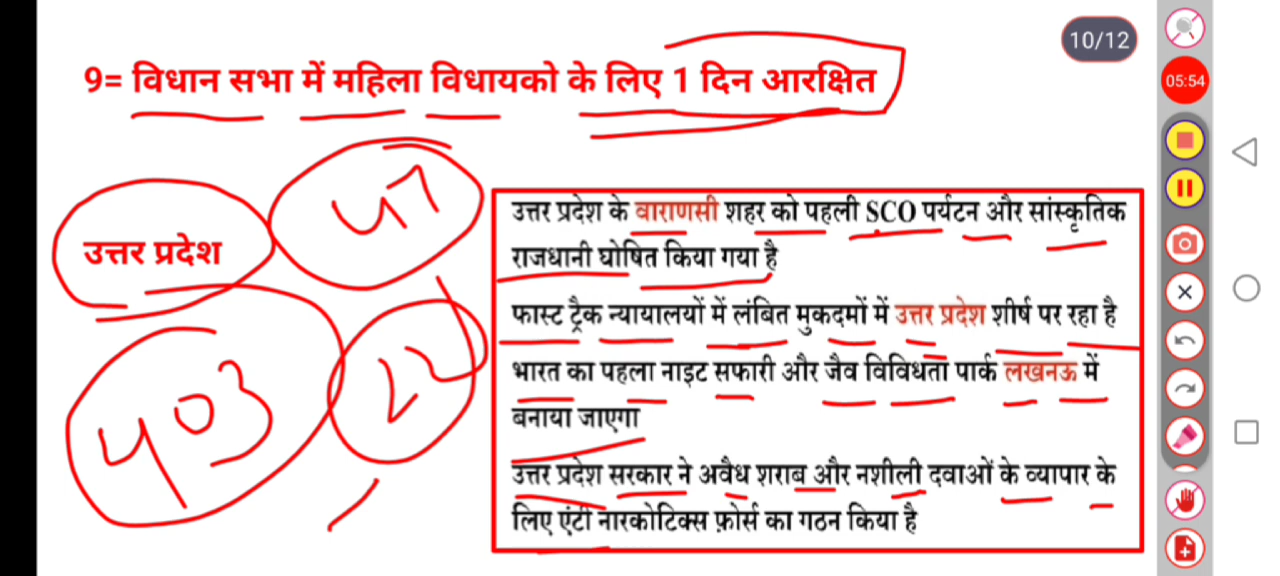 10/12
05:54
9= विधान सभा में महिला विधायको के लिए 1 दिन आरक्षित
47
उत्तर प्रदेश
403
22
उत्तर प्रदेश के वाराणसी शहर को पहली SCO पर्यटन और सांस्कृतिक
राजधानी घोषित किया गया है
फास्ट ट्रैक न्यायालयों में लंबित मुकदमों में उत्तर प्रदेश शीर्ष पर रहा है
भारत का पहला नाइट सफारी और जैव विविधता पार्क लखनऊ में
बनाया जाएगा
उत्तर प्रदेश सरकार ने अवैध शराब और नशीली दवाओं के व्यापार के
लिए एंटी नारकोटिक्स फ़ोर्स का गठन किया है